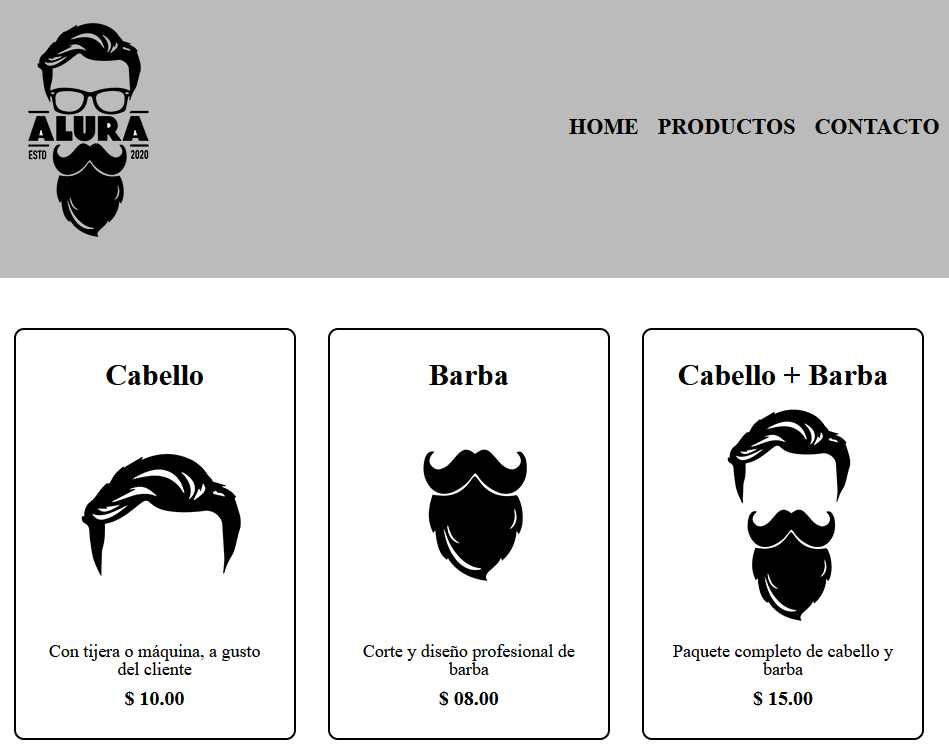 ALURA
ESTD 2020
HOME PRODUCTOS CONTACTO
Cabello
Con tijera o máquina, a gusto
del cliente
$ 10.00
Barba
Corte y diseño profesional de
barba
$ 08.00
Cabello + Barba
Paquete completo de cabello y
barba
$ 15.00